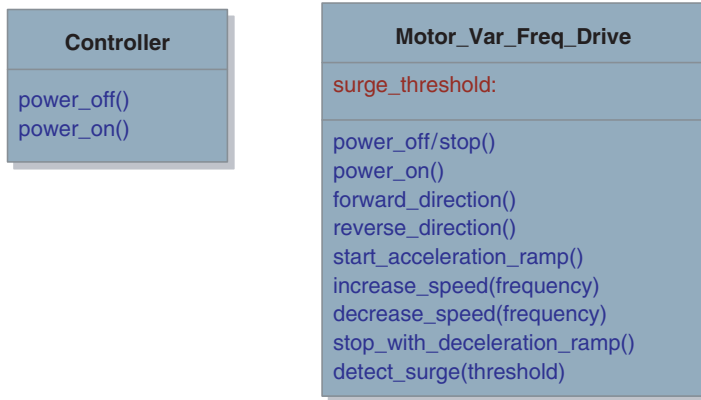 Controller
power_off()
power_on()
Motor_Var_Freq_Drive
surge_threshold:
power_off/stop()
power_on()
forward_direction()
reverse_direction()
start_acceleration_ramp()
increase_speed(frequency)
decrease_speed(frequency)
stop_with_deceleration_ramp()
detect_surge(threshold)